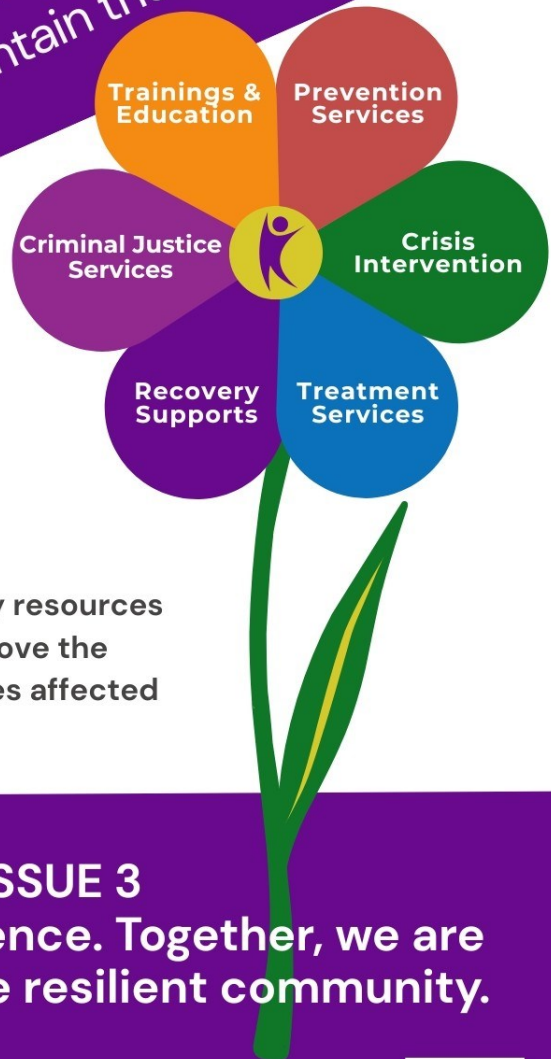 ntain th
Trainings &
Education
Prevention
Services
Criminal Justice
Services
Crisis
Intervention
Recovery
Supports
Treatment
Services
resources
ove the
es affected
SSUE 3
ence. Together, we are
resilient community.